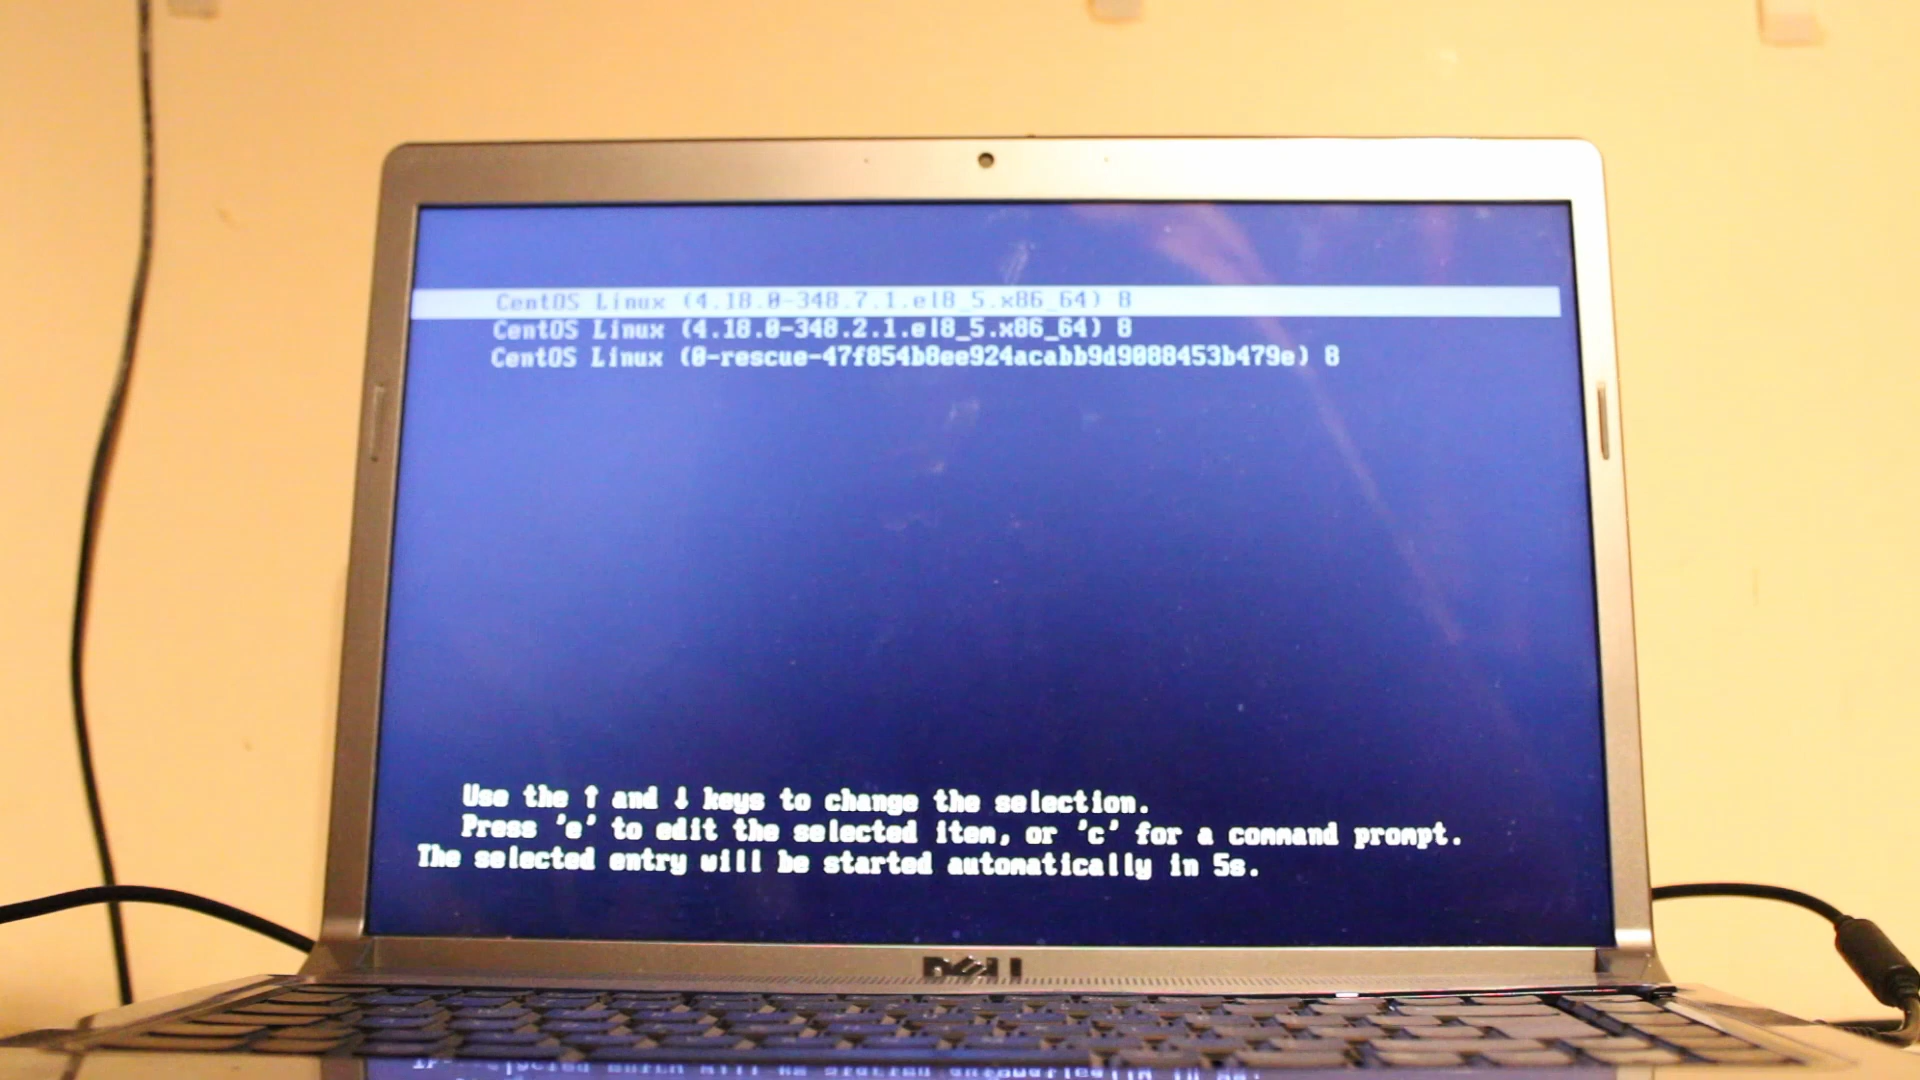 CentOS Linux (4.18.0-348.7.1.el8_5.x86_64) 8
CentOS Linux (4.18.0-348.2.1.el8_5.x86_64) 8
CentOS Linux (0-rescue-47f854b8ee924acabb9d9088453b479e) 8
Use the ↑ and ↓ keys to change the selection.
Press 'e' to edit the selected item, or 'c' for a command prompt.
The selected entry will be started automatically in 5s.
DELL